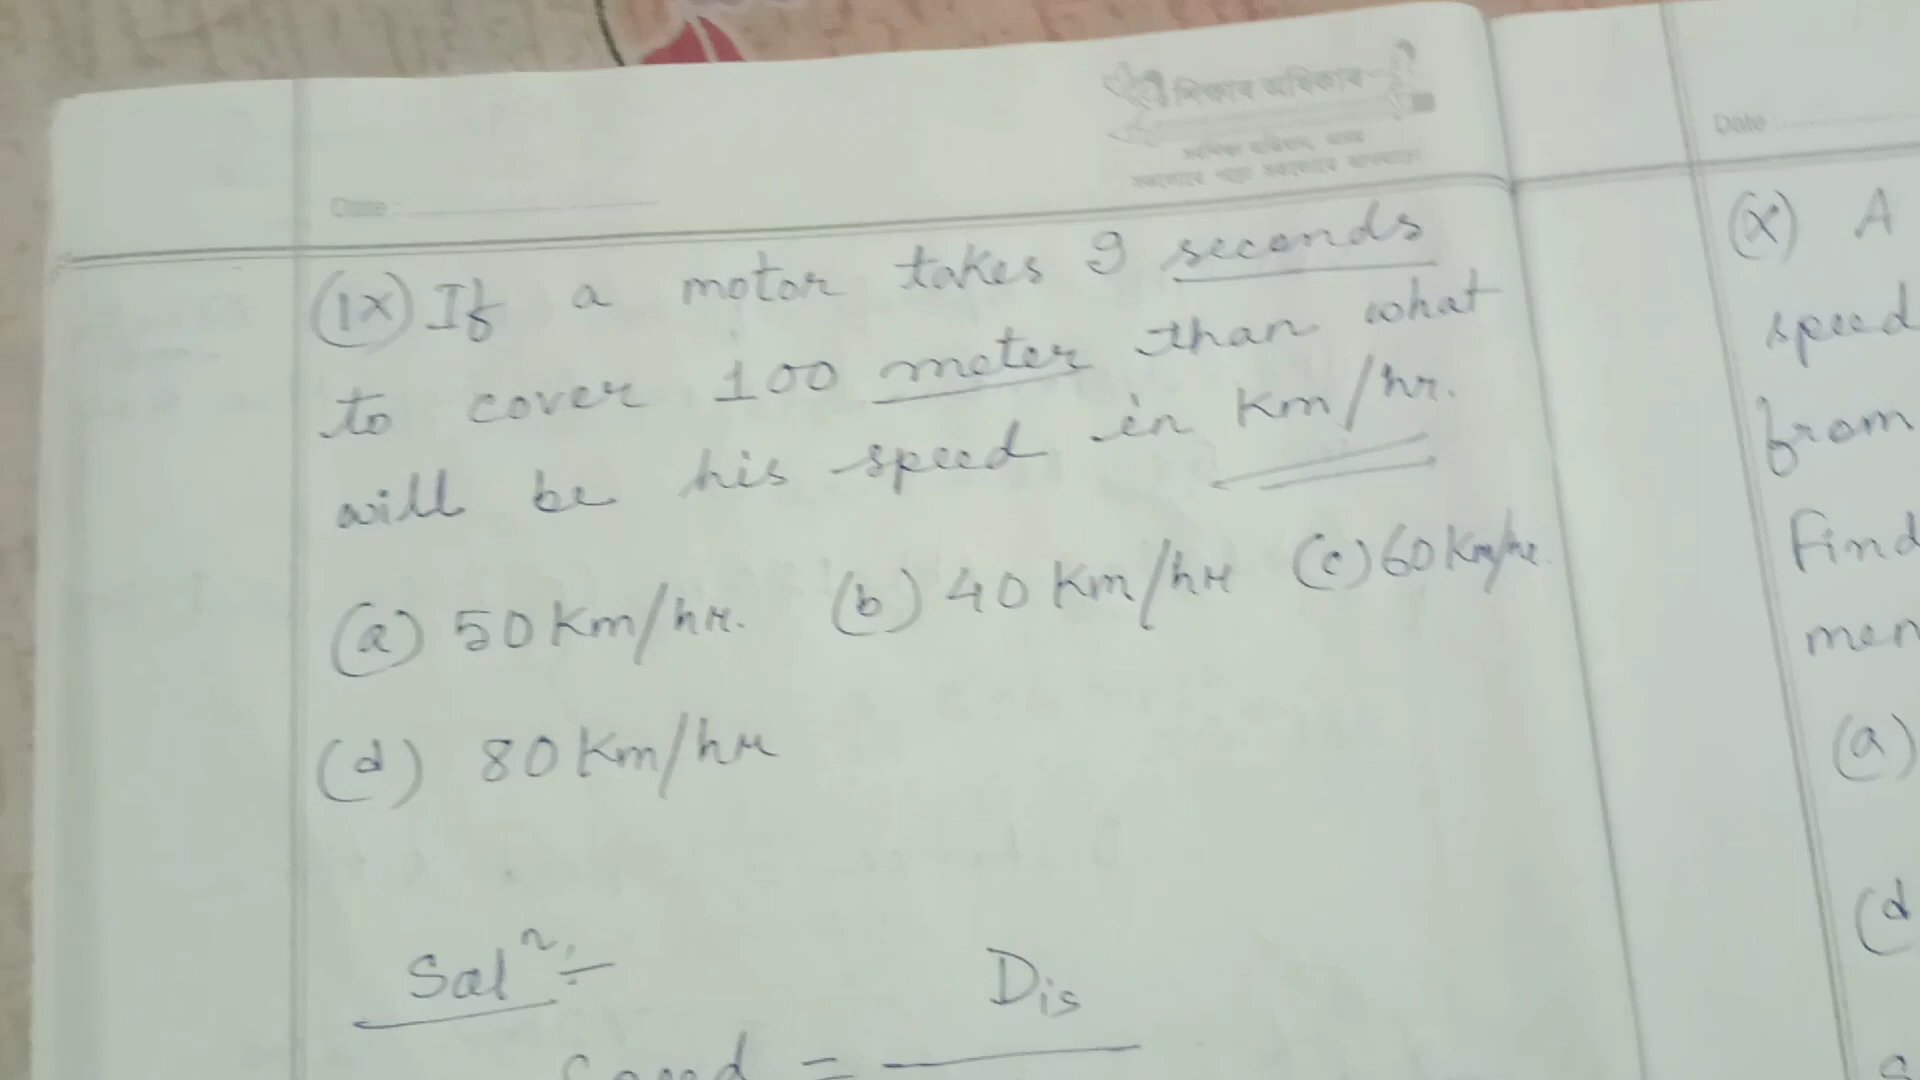 Date
(ix) If a motor takes 9 seconds
to cover 100 meter than what
will be his speed in Km/hr.
(a) 50 Km/hr. (b) 40 Km/hr (c) 60 Km/hr.
(d) 80 Km/hr
Solⁿ:-
Dis
Speed =
Date
(x) A
speed
from
Find
(a)
(d